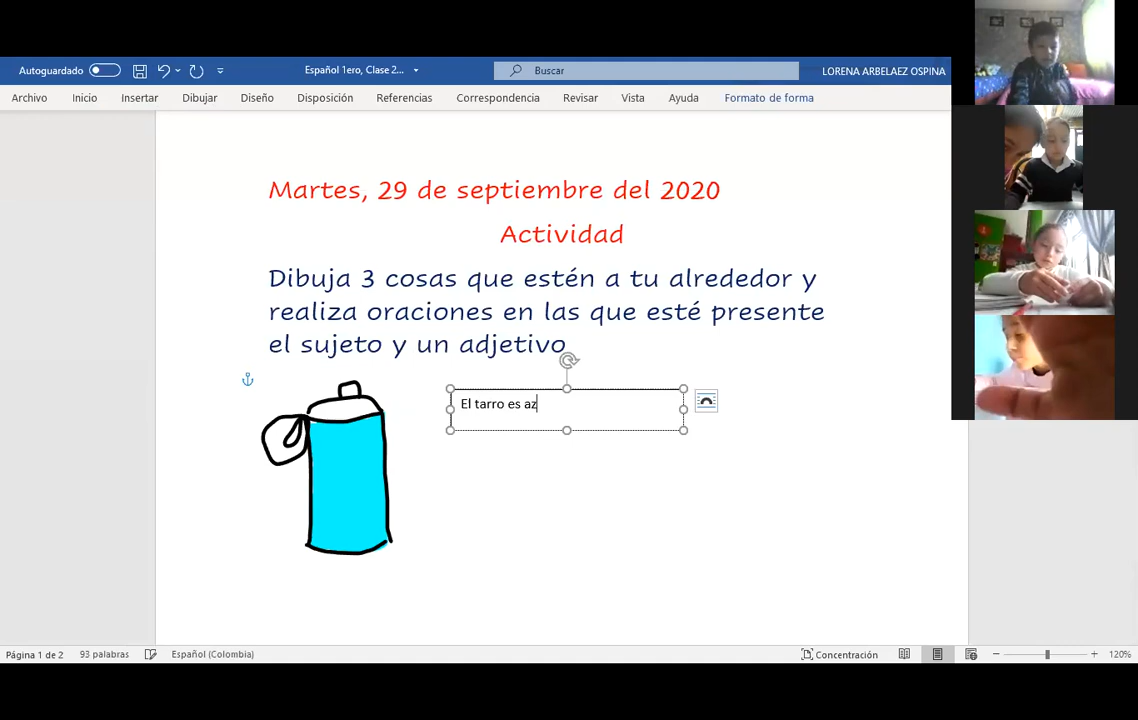 Autoguardado
Español 1ero, Clase 2...
Buscar
LORENA ARBELAEZ OSPINA
Archivo Inicio Insertar Dibujar Diseño Disposición Referencias Correspondencia Revisar Vista Ayuda Formato de forma
Martes, 29 de septiembre del 2020
Actividad
Dibuja 3 cosas que estén a tu alrededor y
realiza oraciones en las que esté presente
el sujeto y un adjetivo
El tarro es az
Página 1 de 2 93 palabras Español (Colombia) Concentración 120%